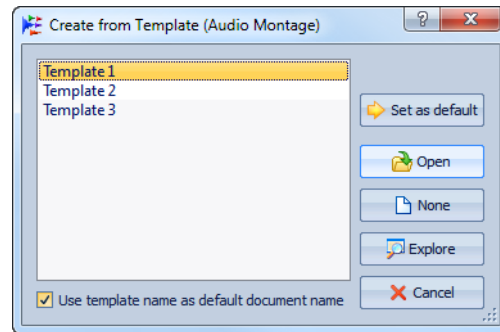 Create from Template (Audio Montage)
Template 1
Template 2
Template 3
Set as default
Open
None
Explore
Cancel
Use template name as default document name